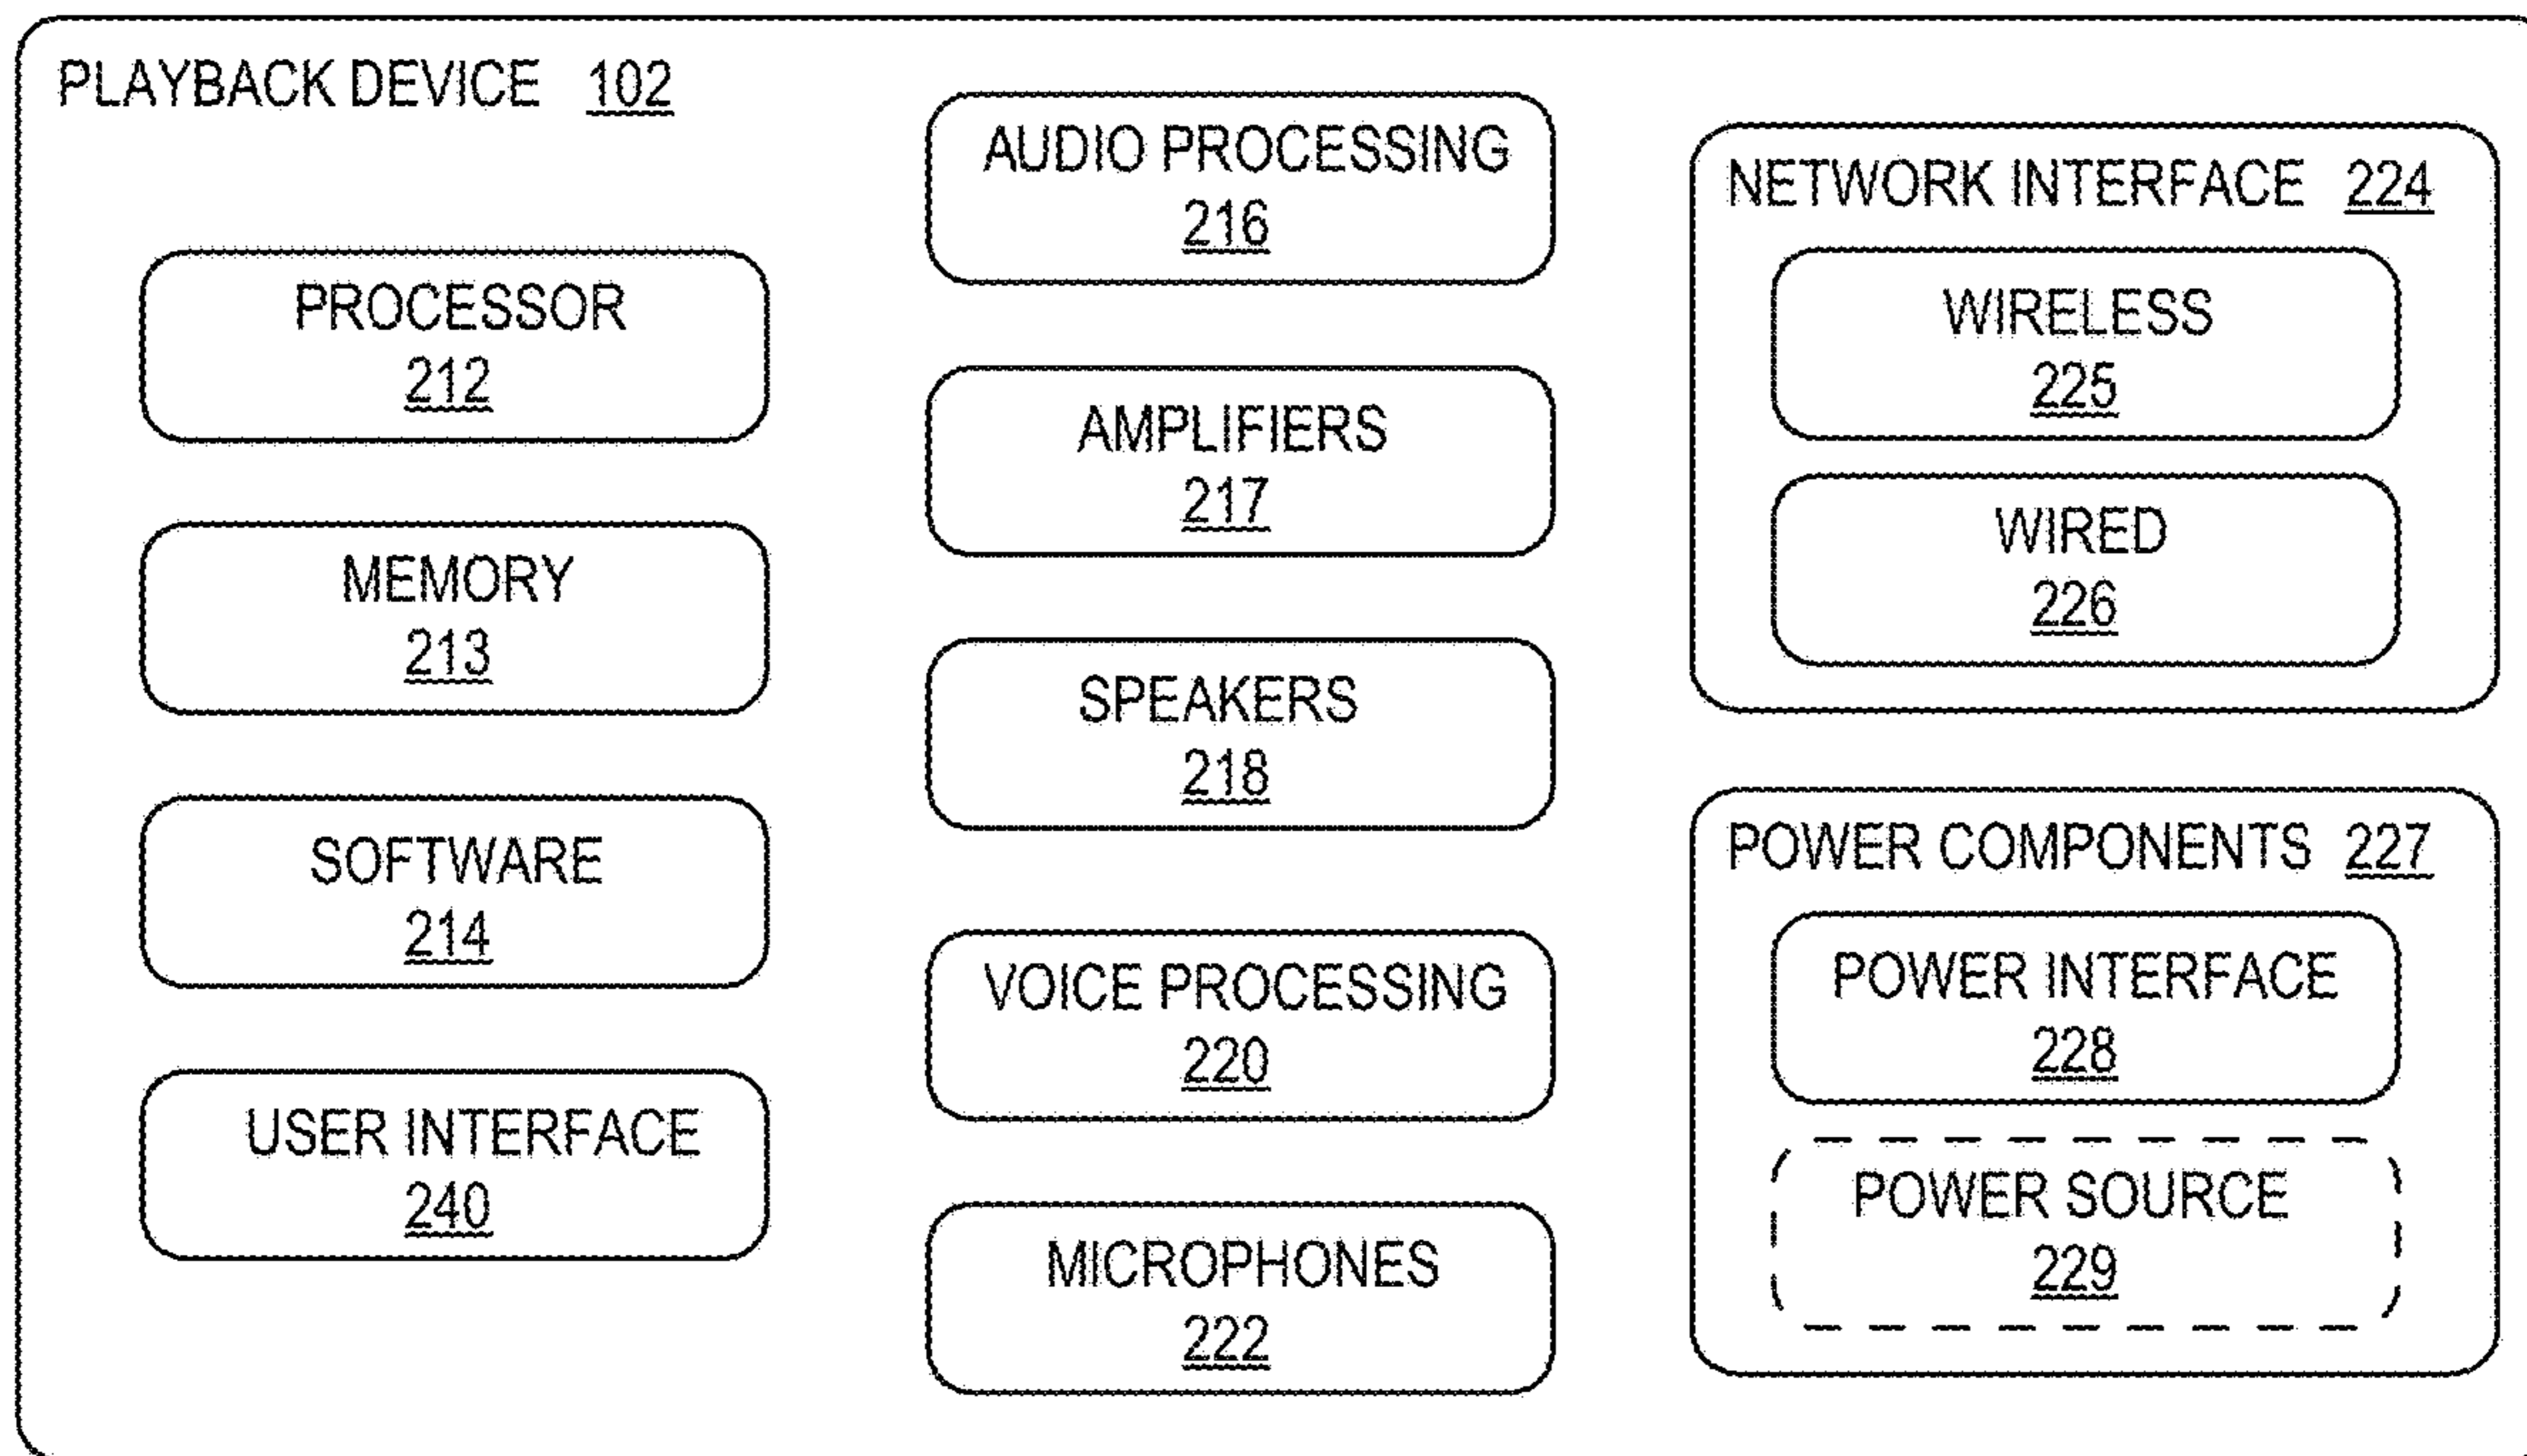 PLAYBACK DEVICE 102
PROCESSOR
212
MEMORY
213
SOFTWARE
214
USER INTERFACE
240
AUDIO PROCESSING
216
AMPLIFIERS
217
SPEAKERS
218
VOICE PROCESSING
220
MICROPHONES
222
NETWORK INTERFACE 224
WIRELESS
225
WIRED
226
POWER COMPONENTS 227
POWER INTERFACE
228
POWER SOURCE
229